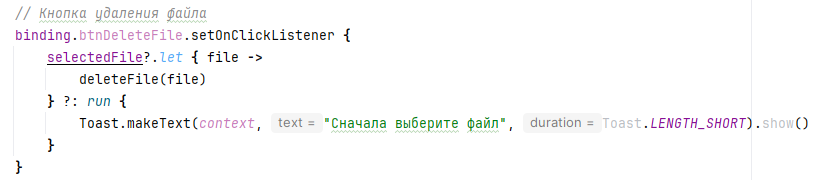 // Кнопка удаления файла
binding.btnDeleteFile.setOnClickListener {
selectedFile?.let { file ->
deleteFile(file)
} ?: run {
Toast.makeText(context, text = "Сначала выберите файл", duration = Toast.LENGTH_SHORT).show()
}
}